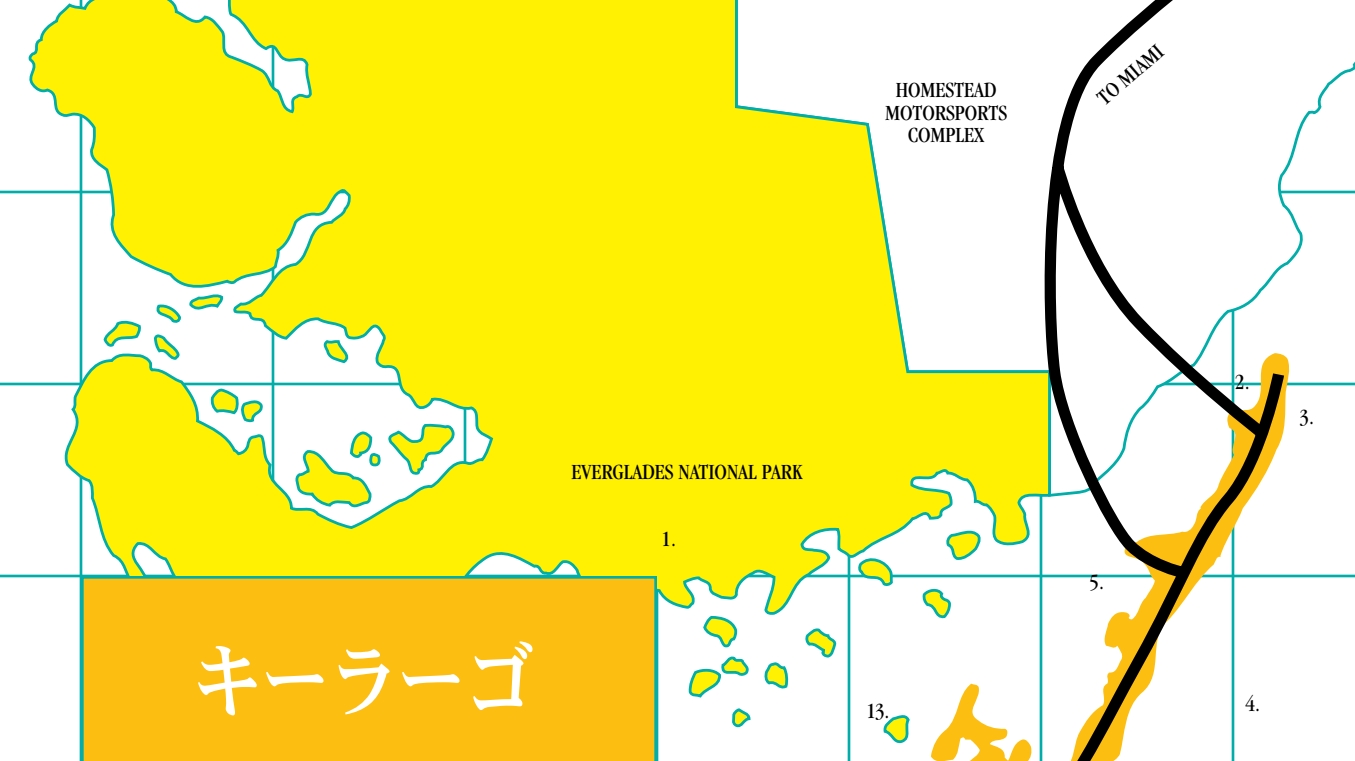 TO MIAMI
HOMESTEAD
MOTORSPORTS
COMPLEX
2.
3.
EVERGLADES NATIONAL PARK
1.
5.
キーラーゴ
13.
4.